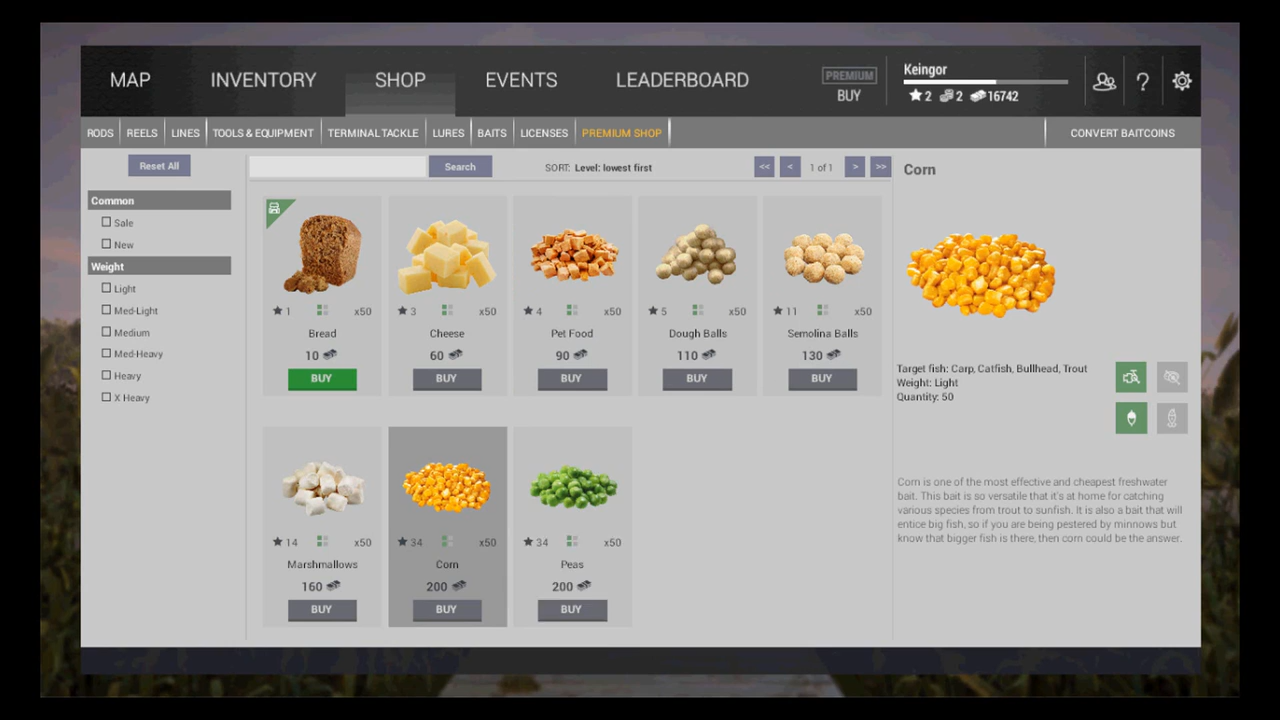 MAP INVENTORY SHOP EVENTS LEADERBOARD
PREMIUM
BUY
Keingor
2 2 16742
?
RODS REELS LINES TOOLS & EQUIPMENT TERMINAL TACKLE LURES BAITS LICENSES PREMIUM SHOP CONVERT BAITCOINS
Reset All
Common
Sale
New
Weight
Light
Med-Light
Medium
Med-Heavy
Heavy
X Heavy
Search SORT: Level: lowest first << < 1 of 1 > >>
1 x50 3 x50 4 x50 5 x50 11 x50
Bread Cheese Pet Food Dough Balls Semolina Balls
10 60 90 110 130
BUY BUY BUY BUY BUY
14 x50 34 x50 34 x50
Marshmallows Corn Peas
160 200 200
BUY BUY BUY
Corn
Target fish: Carp, Catfish, Bullhead, Trout
Weight: Light
Quantity: 50
Corn is one of the most effective and cheapest freshwater
bait. This bait is so versatile that it's at home for catching
various species from trout to sunfish. It is also a bait that will
entice big fish, so if you are being pestered by minnows but
know that bigger fish is there, then corn could be the answer.